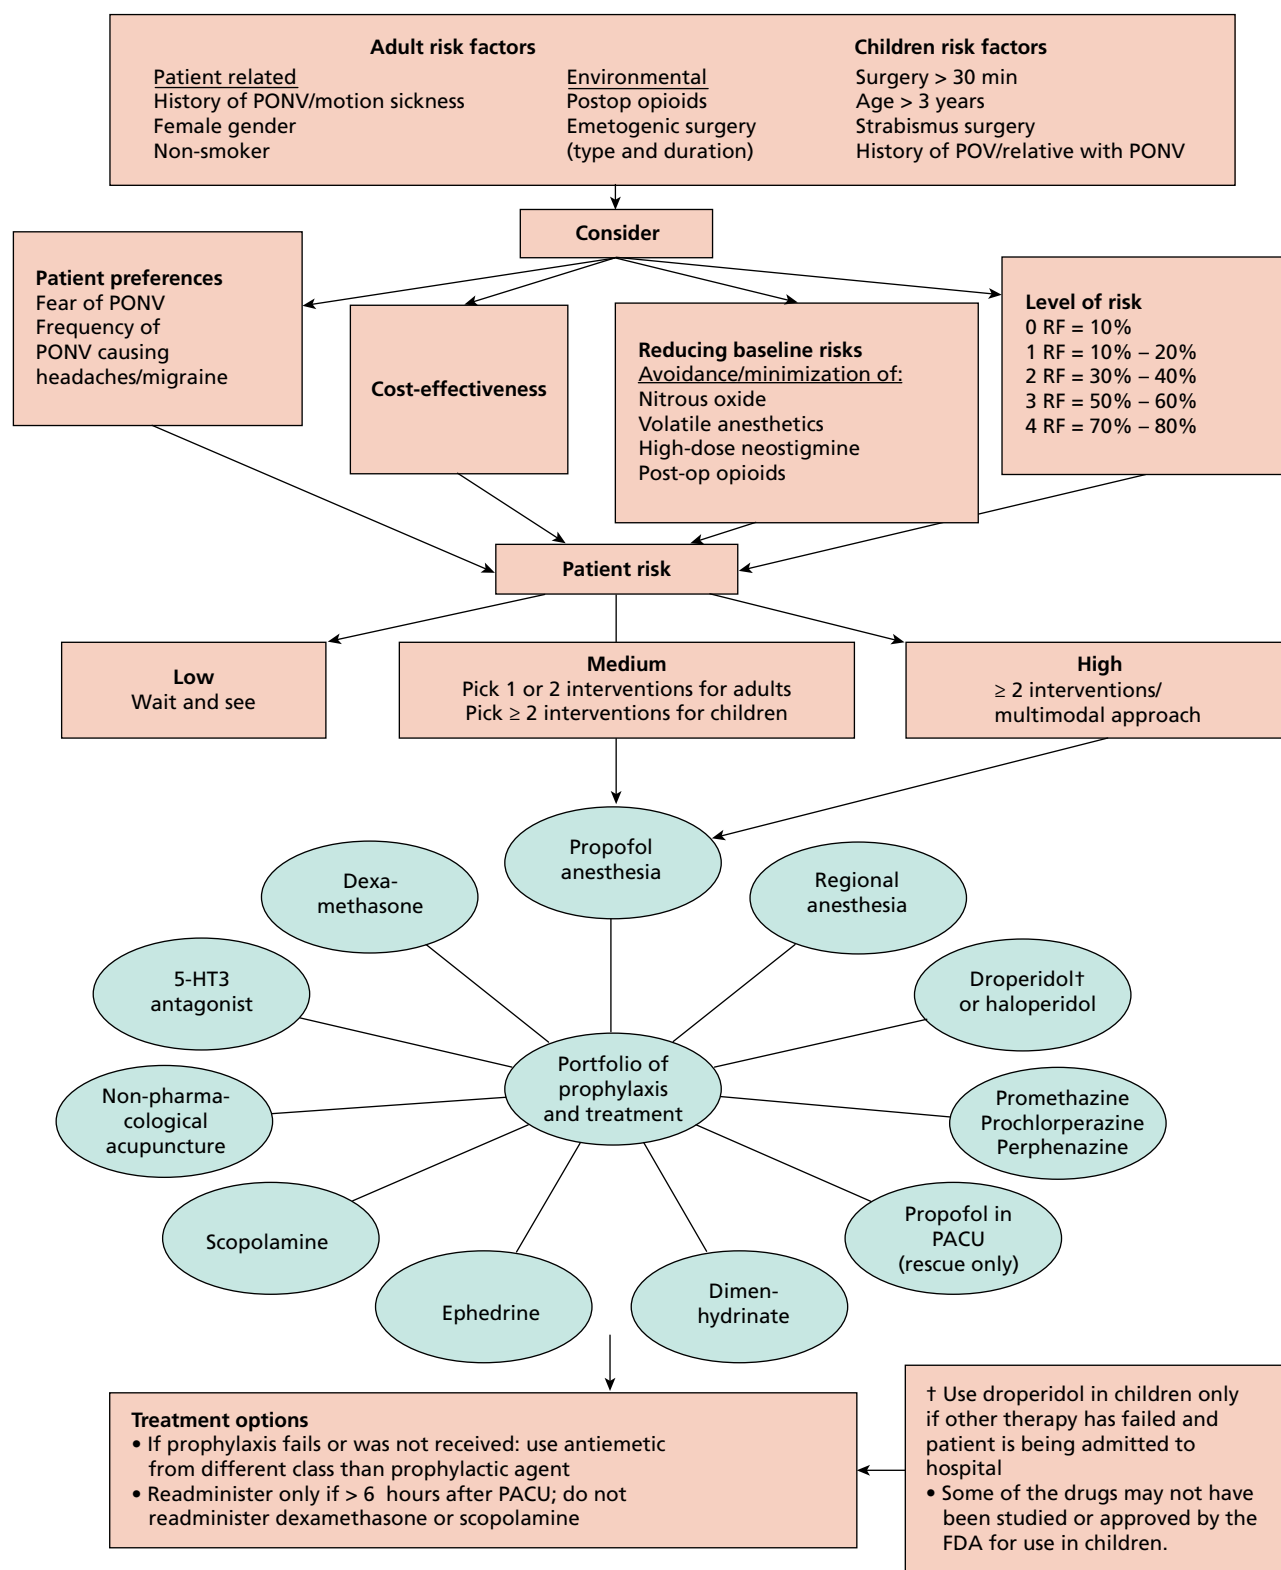 Adult risk factors
Patient related
History of PONV/motion sickness
Female gender
Non-smoker
Environmental
Postop opioids
Emetogenic surgery
(type and duration)
Children risk factors
Surgery > 30 min
Age > 3 years
Strabismus surgery
History of POV/relative with PONV
Consider
Patient preferences
Fear of PONV
Frequency of
PONV causing
headaches/migraine
Cost-effectiveness
Reducing baseline risks
Avoidance/minimization of:
Nitrous oxide
Volatile anesthetics
High-dose neostigmine
Post-op opioids
Level of risk
0 RF = 10%
1 RF = 10% – 20%
2 RF = 30% – 40%
3 RF = 50% – 60%
4 RF = 70% – 80%
Patient risk
Low
Wait and see
Medium
Pick 1 or 2 interventions for adults
Pick ≥ 2 interventions for children
High
≥ 2 interventions/
multimodal approach
Propofol
anesthesia
Dexa-
methasone
Regional
anesthesia
5-HT3
antagonist
Droperidol†
or haloperidol
Portfolio of
prophylaxis
and treatment
Non-pharma-
cological
acupuncture
Promethazine
Prochlorperazine
Perphenazine
Scopolamine
Propofol in
PACU
(rescue only)
Ephedrine
Dimen-
hydrinate
Treatment options
• If prophylaxis fails or was not received: use antiemetic
from different class than prophylactic agent
• Readminister only if > 6 hours after PACU; do not
readminister dexamethasone or scopolamine
† Use droperidol in children only
if other therapy has failed and
patient is being admitted to
hospital
• Some of the drugs may not have
been studied or approved by the
FDA for use in children.